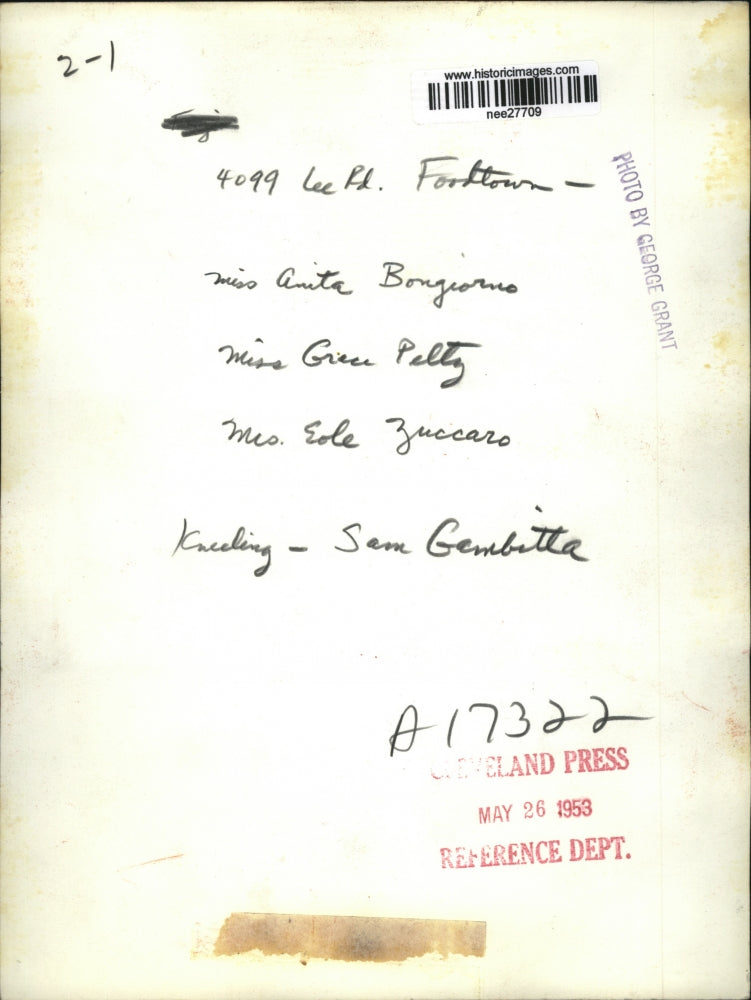 2-1
www.historicimages.com
nee27709
4099 Lee Rd. Foodtown -
PHOTO BY GEORGE GRANT
Miss Anita Bongiorno
Miss Grace Peltz
Mrs. Eole Zuccaro
Kneeling - Sam Gambitta
A17322
CLEVELAND PRESS
MAY 26 1953
REFERENCE DEPT.